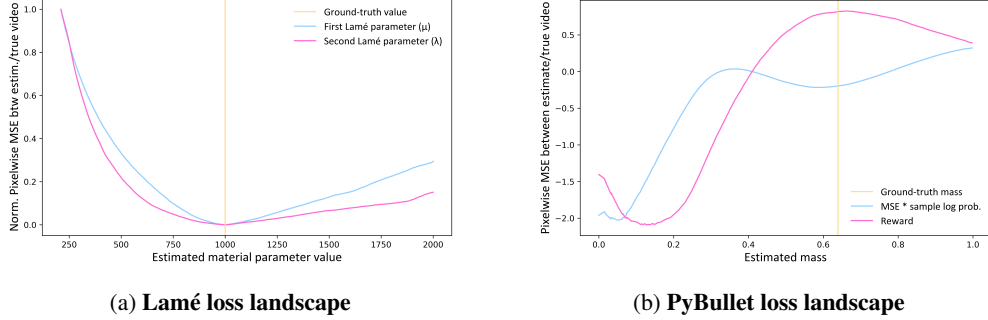 Norm. Pixelwise MSE btw estim./true video
1.0
0.8
0.6
0.4
0.2
0.0
Ground-truth value
First Lamé parameter (μ)
Second Lamé parameter (λ)
250
500
750
1000
1250
1500
1750
2000
Estimated material parameter value
(a) Lamé loss landscape
Pixelwise MSE between estimate/true video
0.5
0.0
−0.5
−1.0
−1.5
−2.0
Ground-truth mass
MSE * sample log prob.
Reward
0.0
0.2
0.4
0.6
0.8
1.0
Estimated mass
(b) PyBullet loss landscape